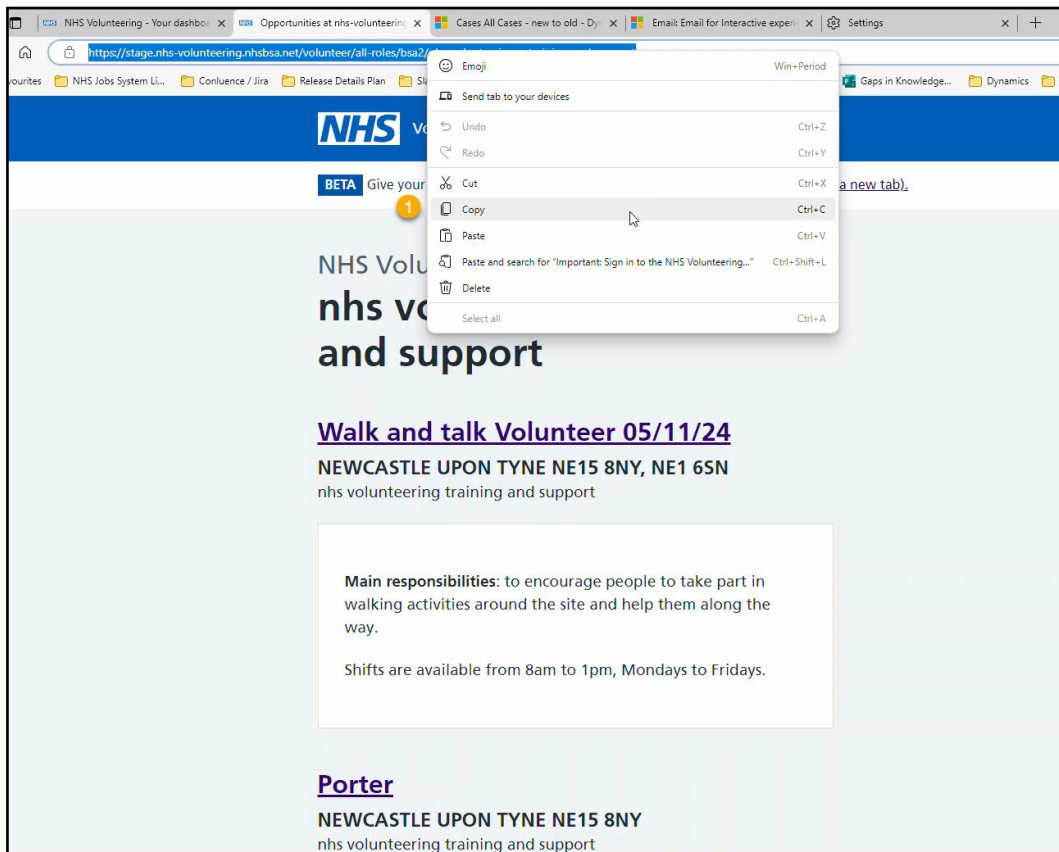 NHS Volunteering - Your dashboa
Opportunities at nhs-volunteering
Cases All Cases - new to old - Dyn
Email: Email for Interactive experi
Settings
https://stage.nhs-volunteering.nhsbsa.net/volunteer/all-roles/bsa2/
vourites NHS Jobs System Li... Conluence / Jira Release Details Plan Gaps in Knowledge... Dynamics
Emoji Win+Period
Send tab to your devices
Undo Ctrl+Z
Redo Ctrl+Y
Cut Ctrl+X
1 Copy Ctrl+C
Paste Ctrl+V
Paste and search for "Important: Sign in to the NHS Volunteering..." Ctrl+Shift+L
Delete
Select all Ctrl+A
NHS
BETA Give your a new tab).
NHS Volu
nhs vo
and support
Walk and talk Volunteer 05/11/24
NEWCASTLE UPON TYNE NE15 8NY, NE1 6SN
nhs volunteering training and support
Main responsibilities: to encourage people to take part in
walking activities around the site and help them along the
way.
Shifts are available from 8am to 1pm, Mondays to Fridays.
Porter
NEWCASTLE UPON TYNE NE15 8NY
nhs volunteering training and support